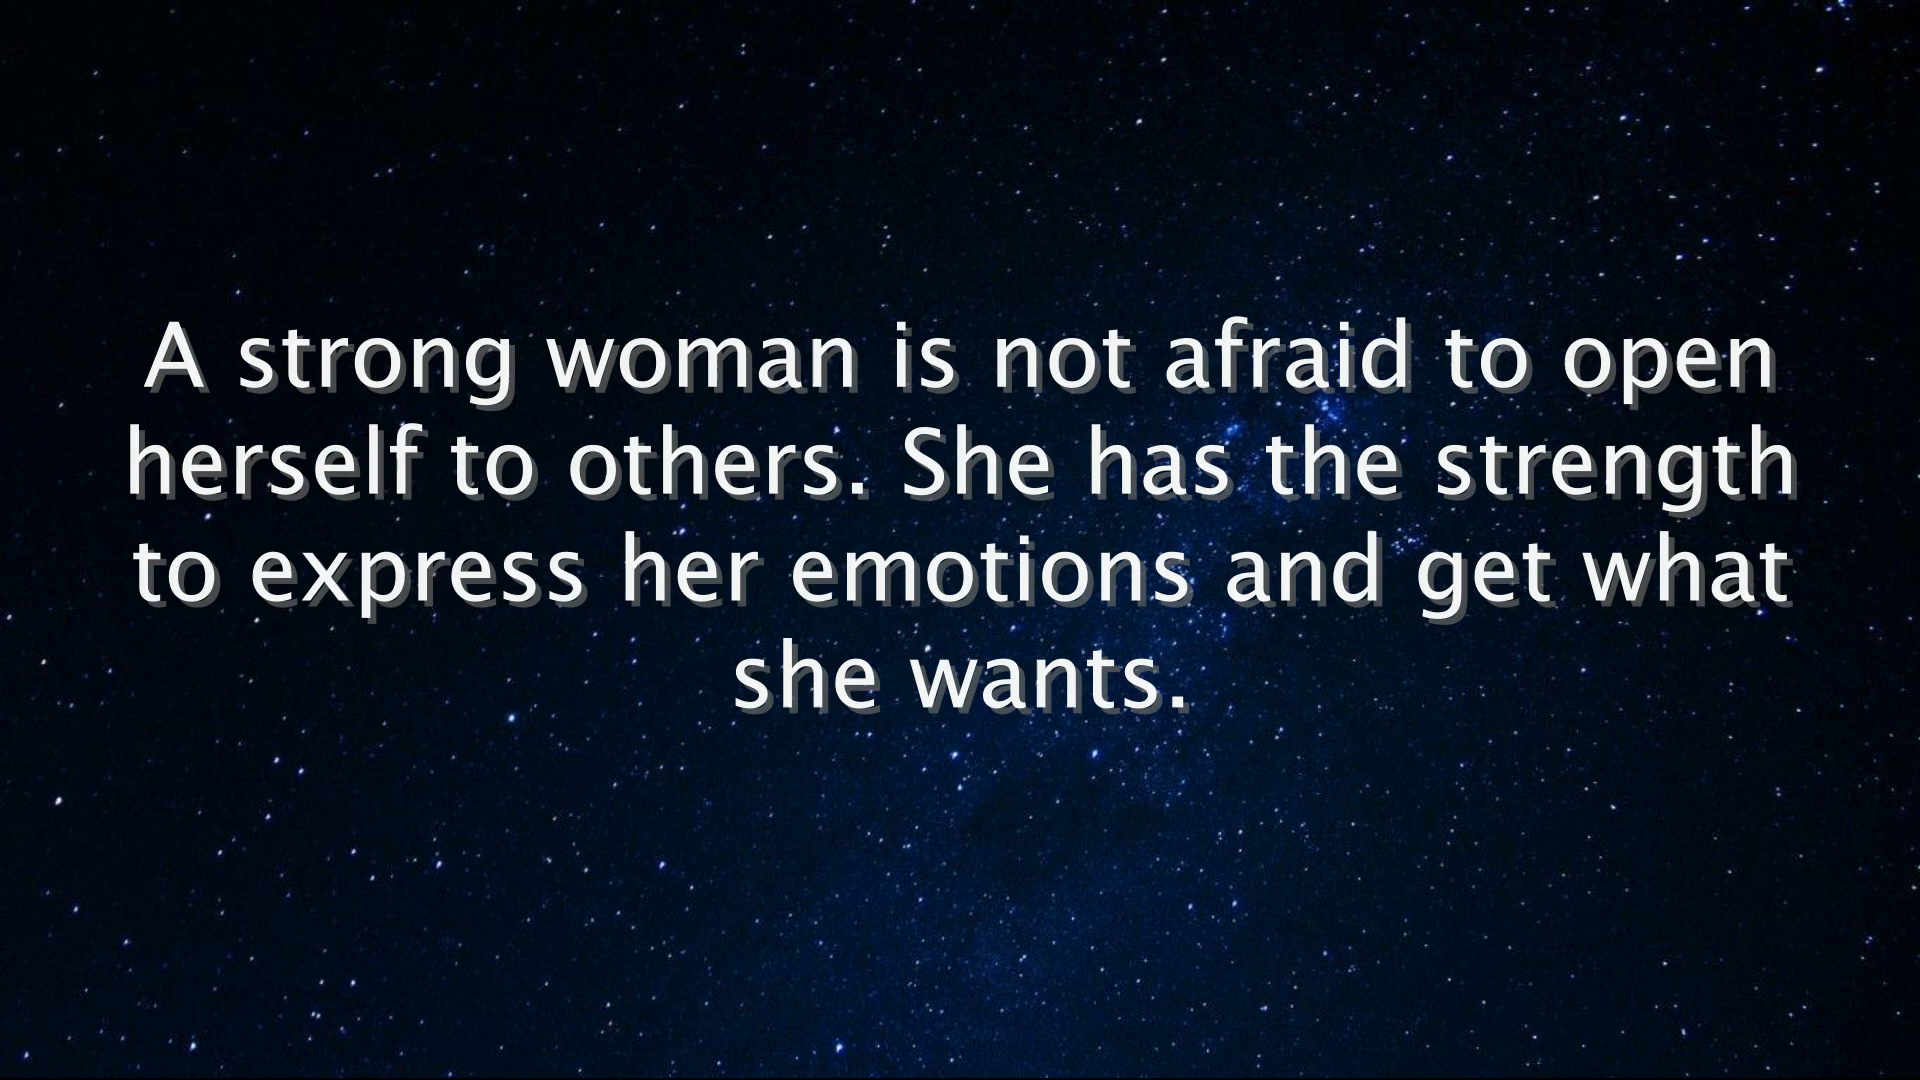 A strong woman is not afraid to open
herself to others. She has the strength
to express her emotions and get what
she wants.